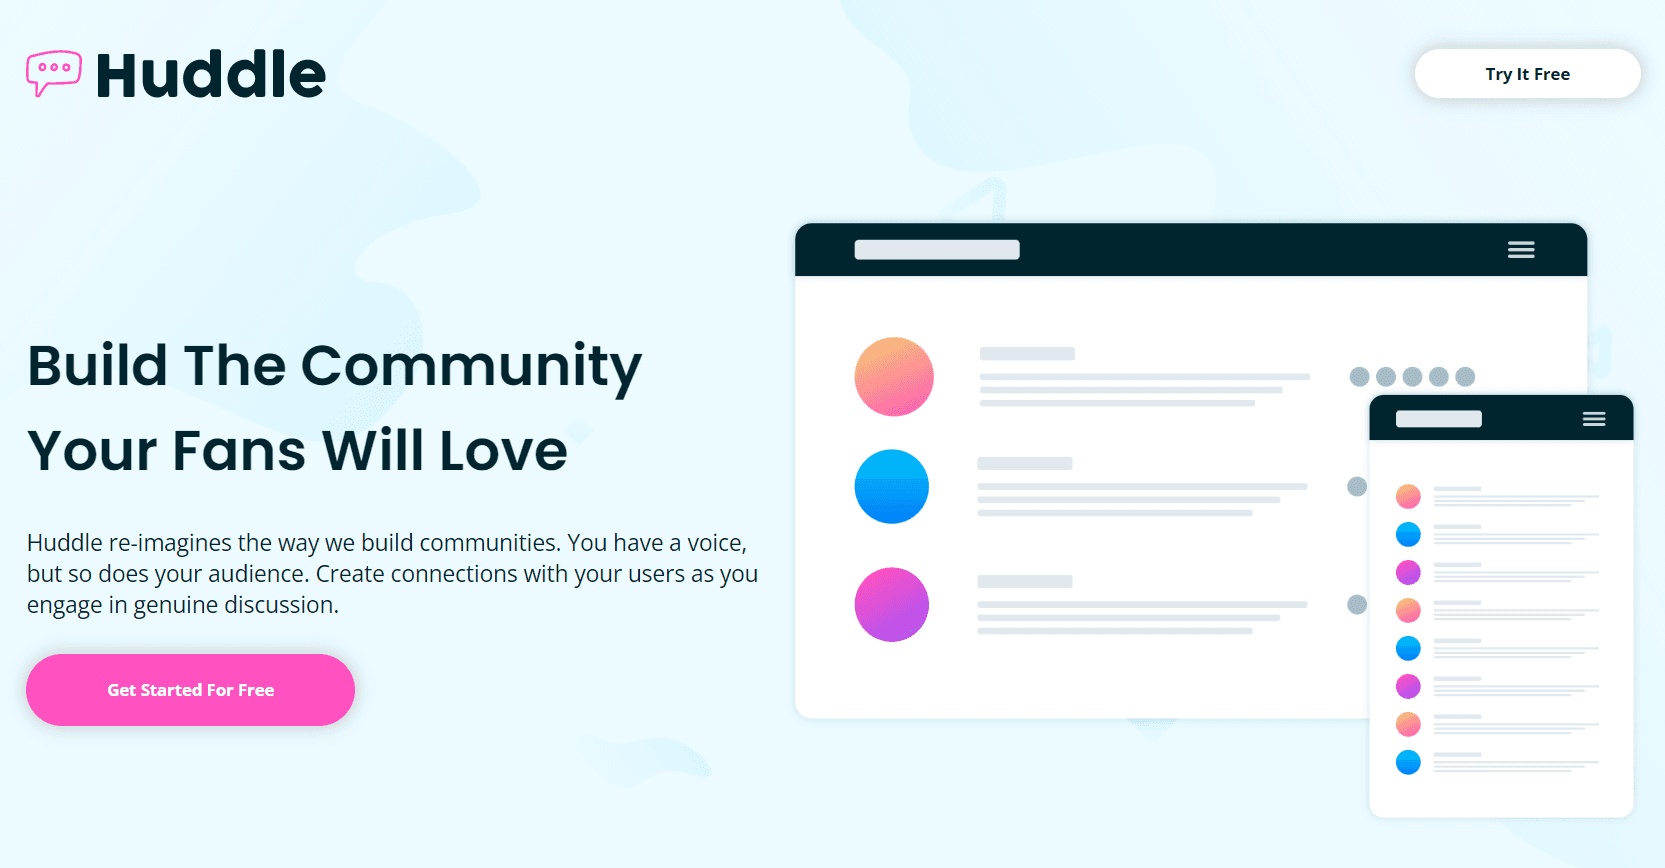 Huddle
Try It Free
Build The Community
Your Fans Will Love
Huddle re-imagines the way we build communities. You have a voice,
but so does your audience. Create connections with your users as you
engage in genuine discussion.
Get Started For Free